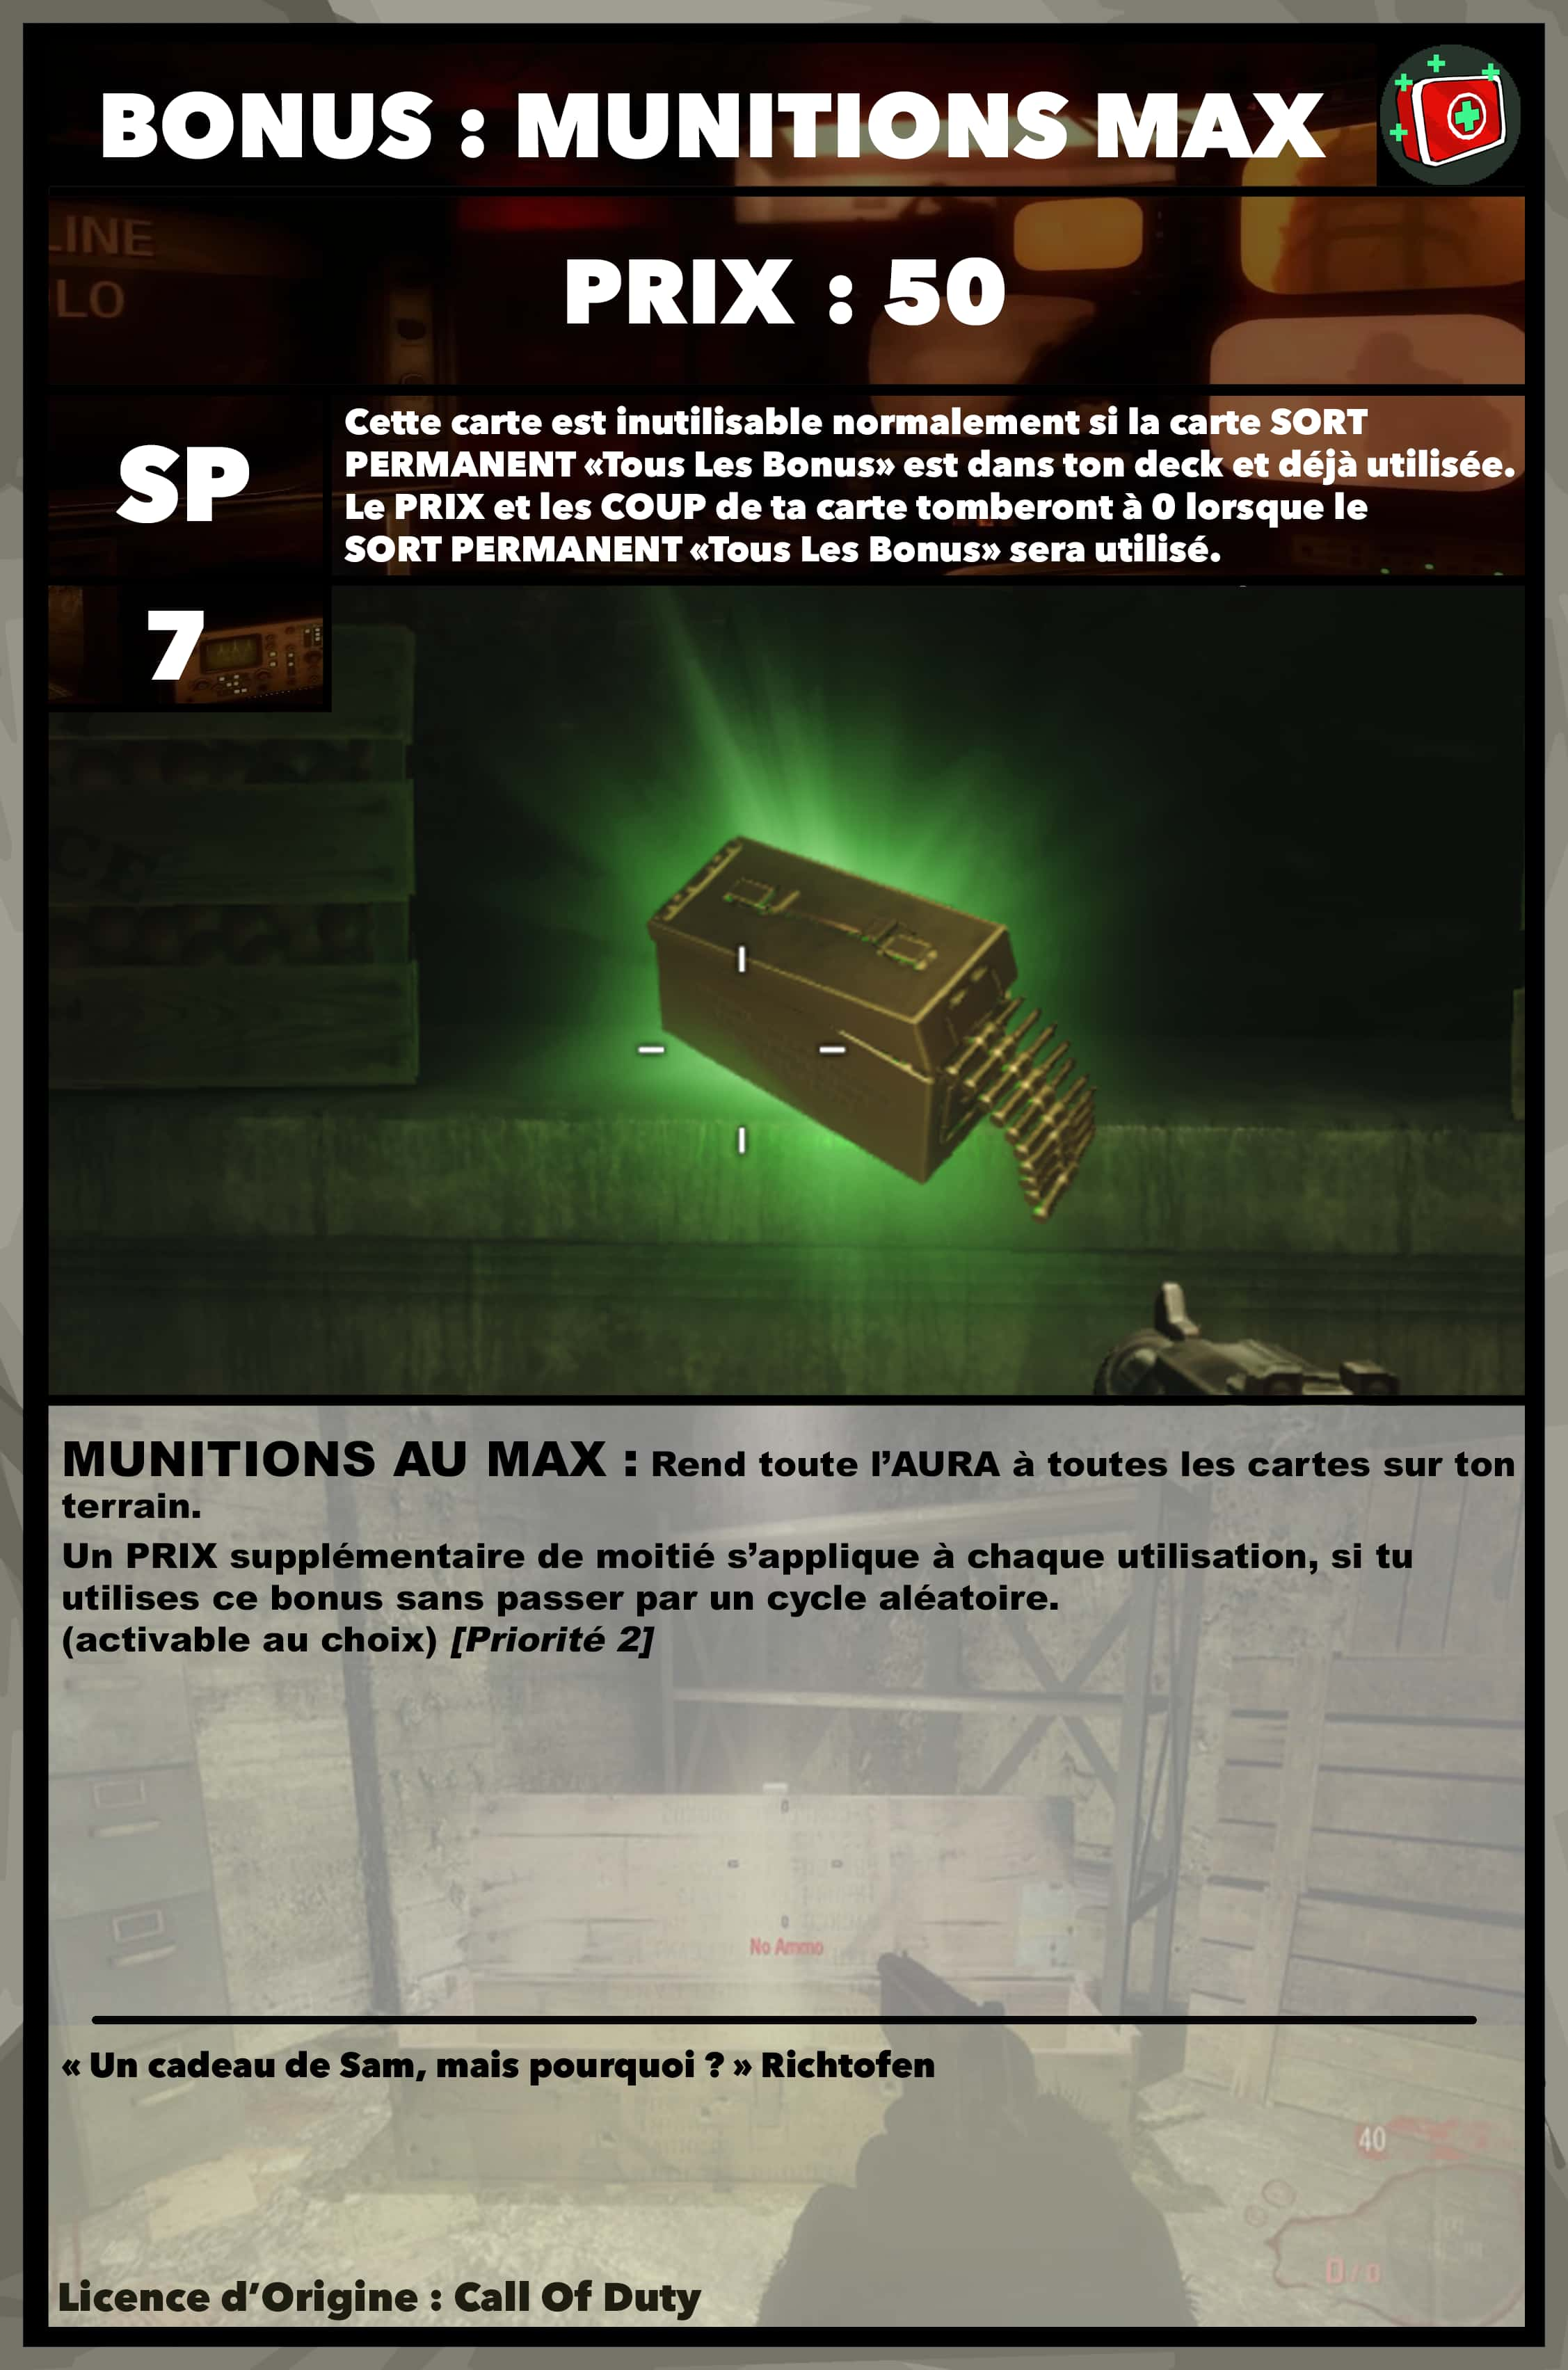 BONUS : MUNITIONS MAX
LINE
LO
PRIX : 50
SP
Cette carte est inutilisable normalement si la carte SORT
PERMANENT «Tous Les Bonus» est dans ton deck et déjà utilisée.
Le PRIX et les COUP de ta carte tomberont à 0 lorsque le
SORT PERMANENT «Tous Les Bonus» sera utilisé.
7
MUNITIONS AU MAX : Rend toute l’AURA à toutes les cartes sur ton
terrain.
Un PRIX supplémentaire de moitié s’applique à chaque utilisation, si tu
utilises ce bonus sans passer par un cycle aléatoire.
(activable au choix) [Priorité 2]
No Ammo
« Un cadeau de Sam, mais pourquoi ? » Richtofen
40
0/0
Licence d’Origine : Call Of Duty